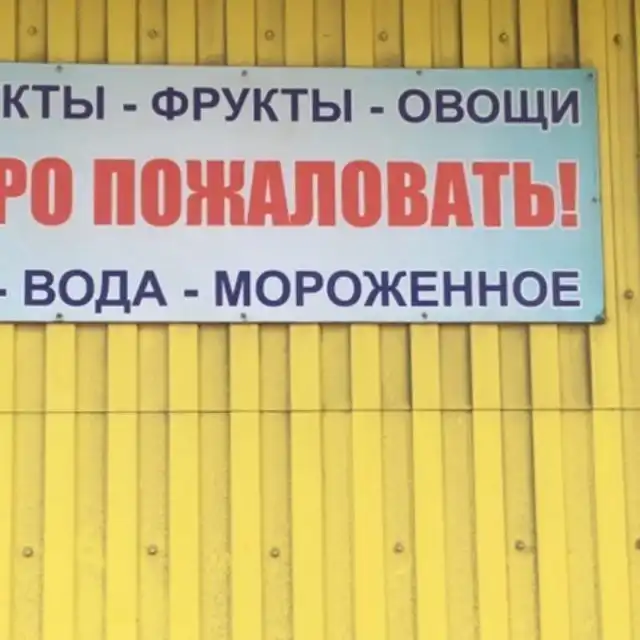 КТЫ - ФРУКТЫ - ОВОЩИ
РО ПОЖАЛОВАТЬ!
- ВОДА - МОРОЖЕННОЕ